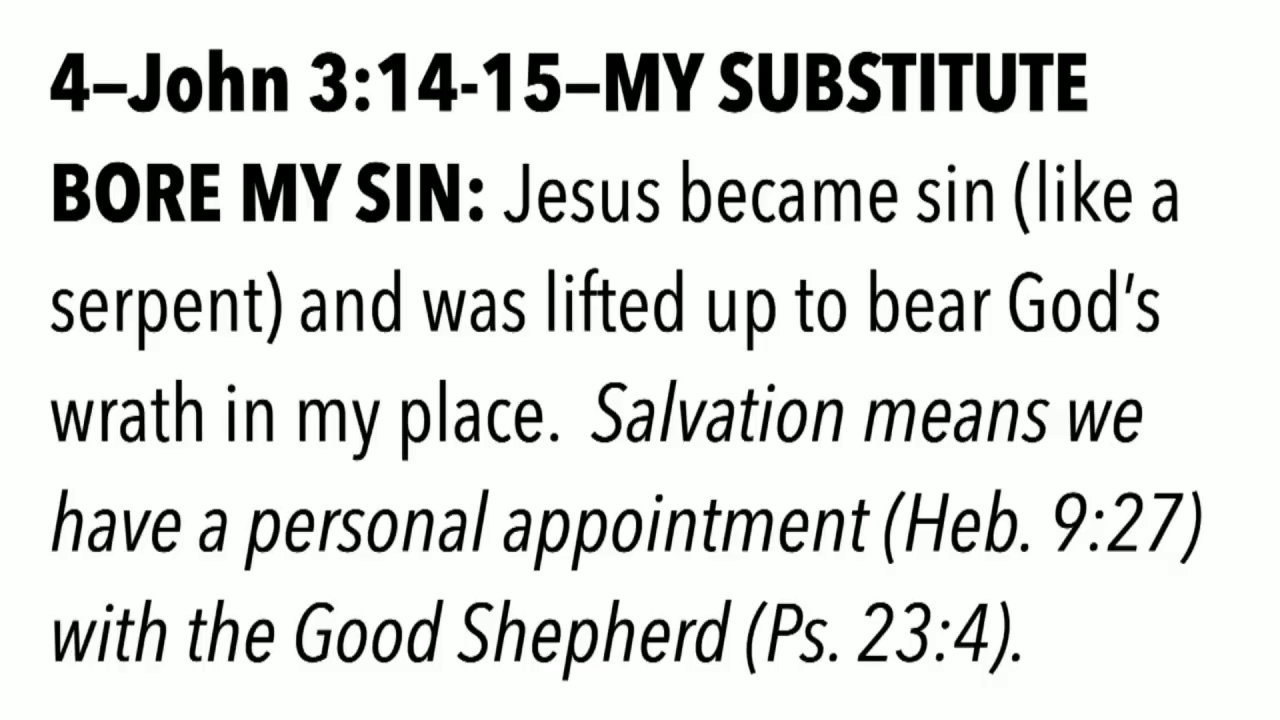 4–John 3:14-15–MY SUBSTITUTE
BORE MY SIN: Jesus became sin (like a
serpent) and was lifted up to bear God’s
wrath in my place.  Salvation means we
have a personal appointment (Heb. 9:27)
with the Good Shepherd (Ps. 23:4).